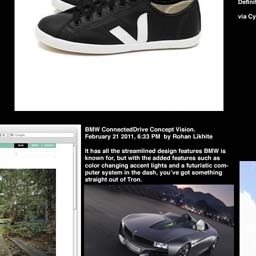 Definit
via Cy
BMW ConnectedDrive Concept Vision.
February 21 2011, 6:33 PM  by Rohan Likhite
It has all the streamlined design features BMW is
known for, but with the added features such as
color changing accent lights and a futuristic com-
puter system in the dash, you've got something
straight out of Tron.